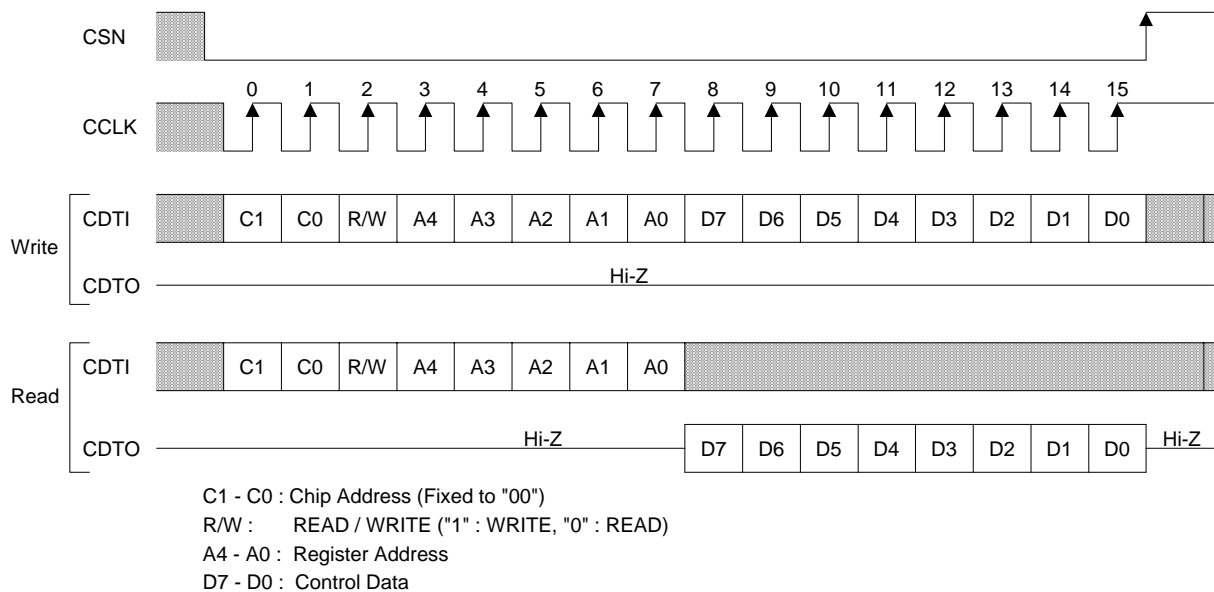 CSN
0 1 2 3 4 5 6 7 8 9 10 11 12 13 14 15
CCLK
Write
CDTI C1 C0 R/W A4 A3 A2 A1 A0 D7 D6 D5 D4 D3 D2 D1 D0
CDTO Hi-Z
Read
CDTI C1 C0 R/W A4 A3 A2 A1 A0
CDTO Hi-Z D7 D6 D5 D4 D3 D2 D1 D0 Hi-Z
C1 - C0 : Chip Address (Fixed to "00")
R/W : READ / WRITE ("1" : WRITE, "0" : READ)
A4 - A0 : Register Address
D7 - D0 : Control Data